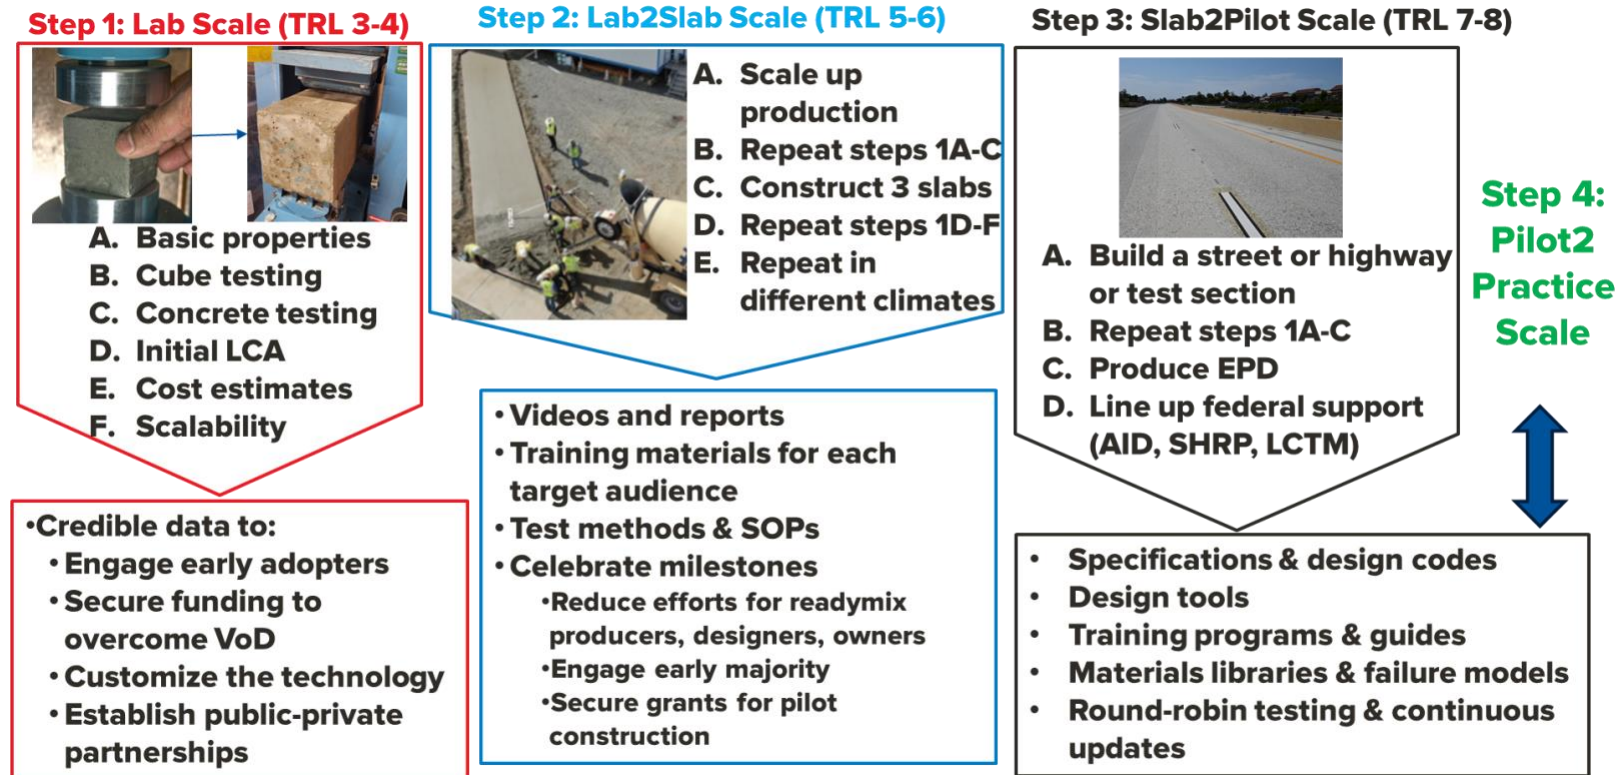 Step 1: Lab Scale (TRL 3-4)
A. Basic properties
B. Cube testing
C. Concrete testing
D. Initial LCA
E. Cost estimates
F. Scalability
•Credible data to:
• Engage early adopters
• Secure funding to
overcome VoD
• Customize the technology
• Establish public-private
partnerships
Step 2: Lab2Slab Scale (TRL 5-6)
A. Scale up
production
B. Repeat steps 1A-C
C. Construct 3 slabs
D. Repeat steps 1D-F
E. Repeat in
different climates
• Videos and reports
• Training materials for each
target audience
• Test methods & SOPs
• Celebrate milestones
•Reduce efforts for readymix
producers, designers, owners
•Engage early majority
•Secure grants for pilot
construction
Step 3: Slab2Pilot Scale (TRL 7-8)
A. Build a street or highway
or test section
B. Repeat steps 1A-C
C. Produce EPD
D. Line up federal support
(AID, SHRP, LCTM)
• Specifications & design codes
• Design tools
• Training programs & guides
• Materials libraries & failure models
• Round-robin testing & continuous
updates
Step 4:
Pilot2
Practice
Scale